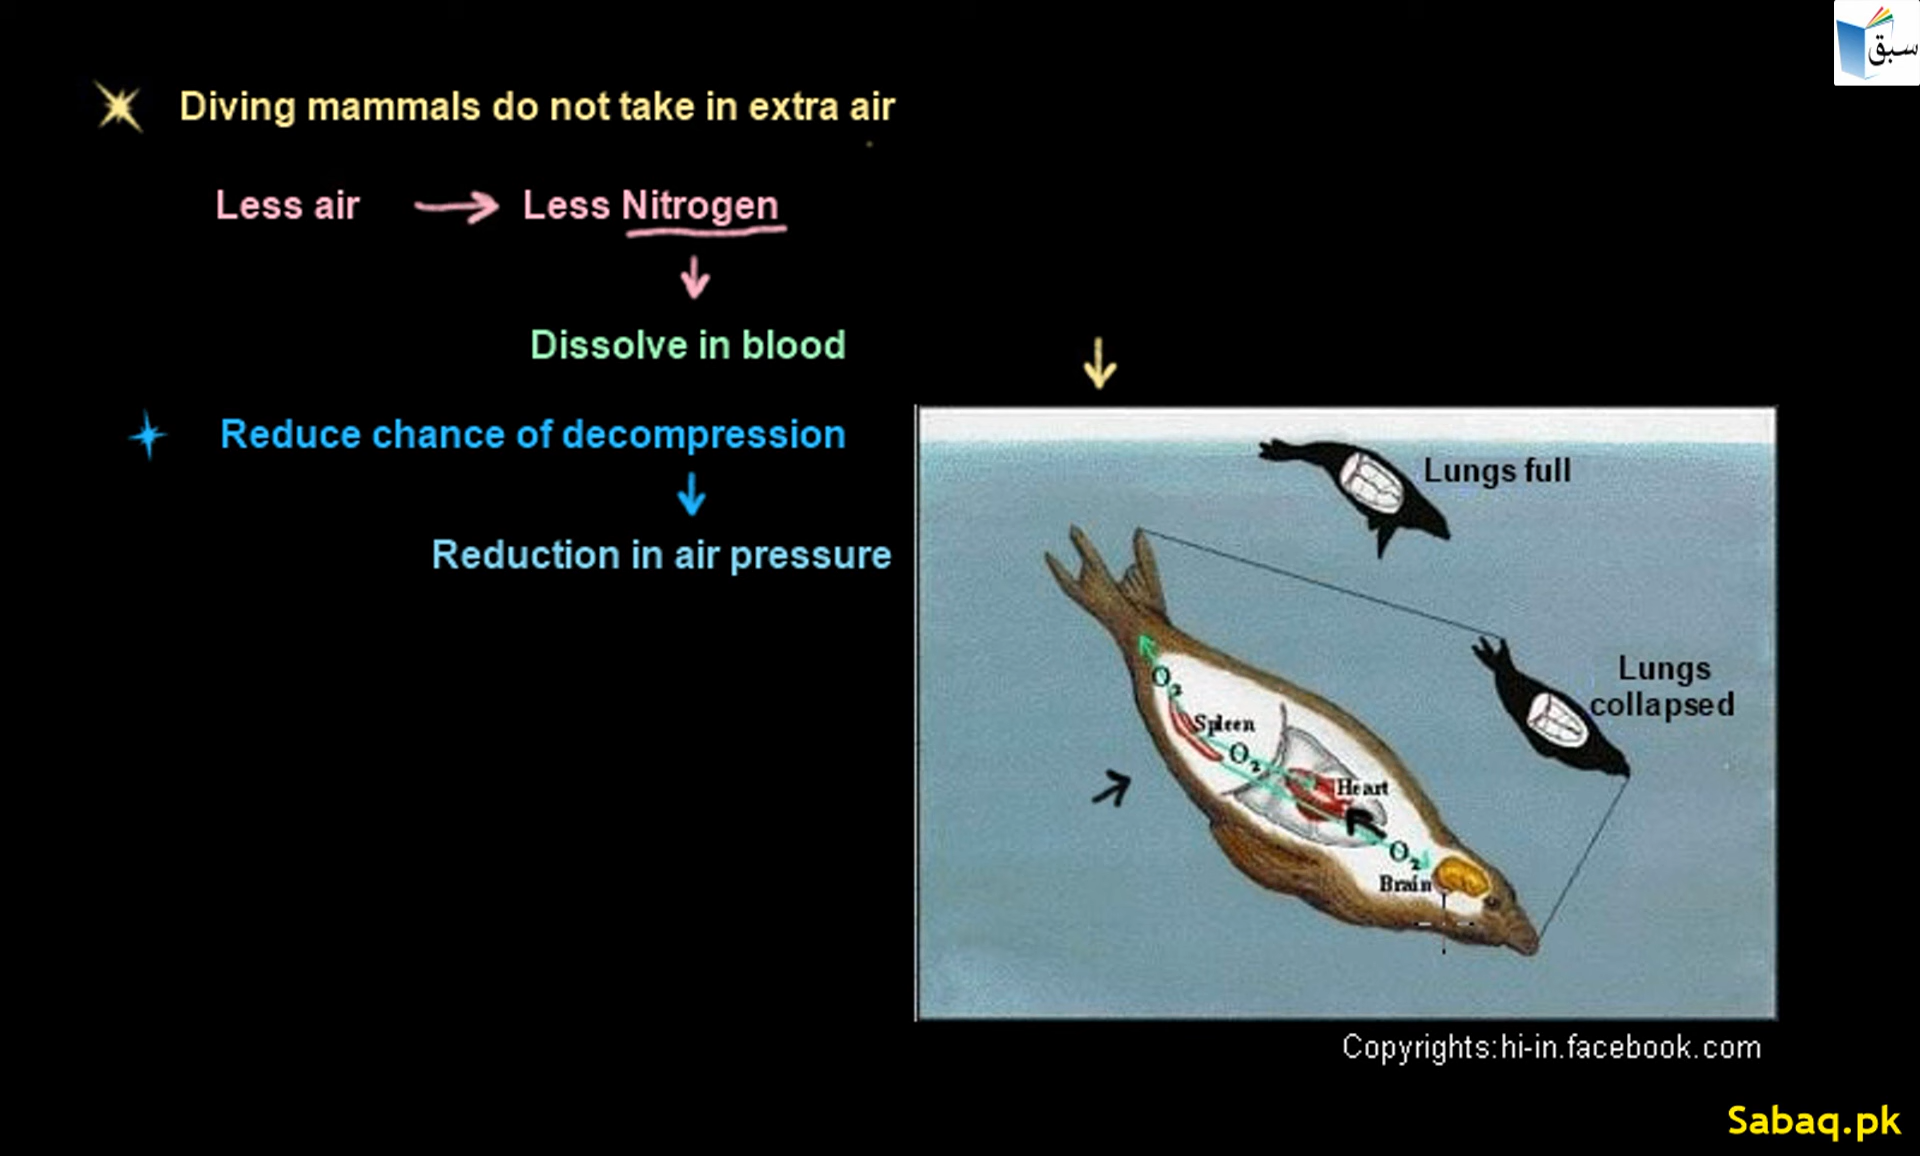 سبق
Diving mammals do not take in extra air
Less air → Less Nitrogen
Dissolve in blood
Reduce chance of decompression
Reduction in air pressure
Lungs full
Lungs
collapsed
O₂
Spleen
O₂
Heart
O₂
Brain
Copyrights:hi-in.facebook.com
Sabaq.pk